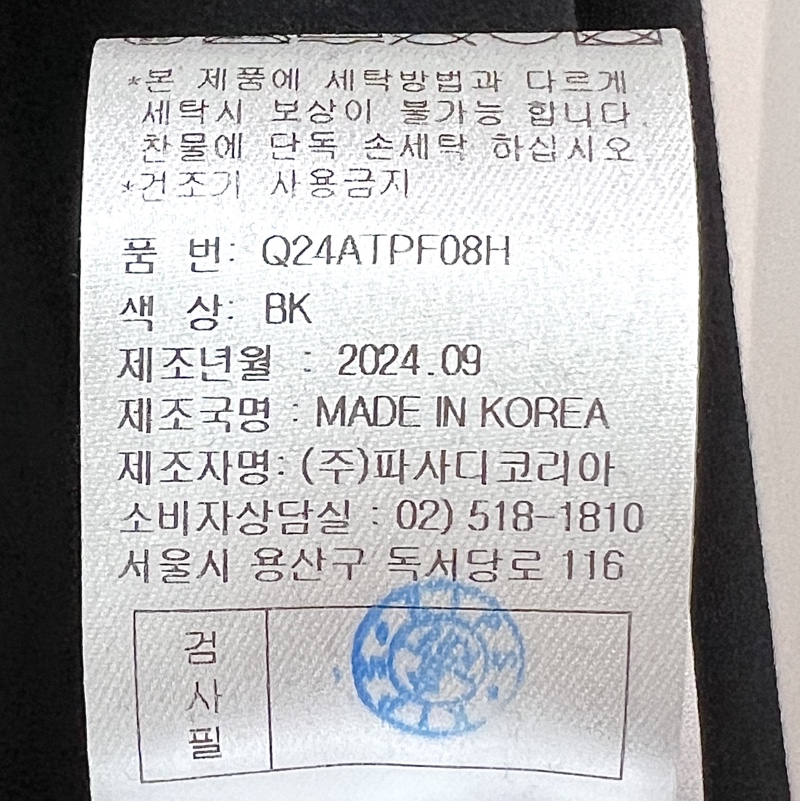 *본 제품에 세탁방법과 다르게
세탁시 보상이 불가능 합니다.
찬물에 단독 손세탁 하십시오
*건조기 사용금지
품 번: Q24ATPF08H
색 상: BK
제조년월 : 2024.09
제조국명 : MADE IN KOREA
제조자명: (주)파사디코리아
소비자상담실 : 02) 518-1810
서울시 용산구 독서당로 116
검
사
필